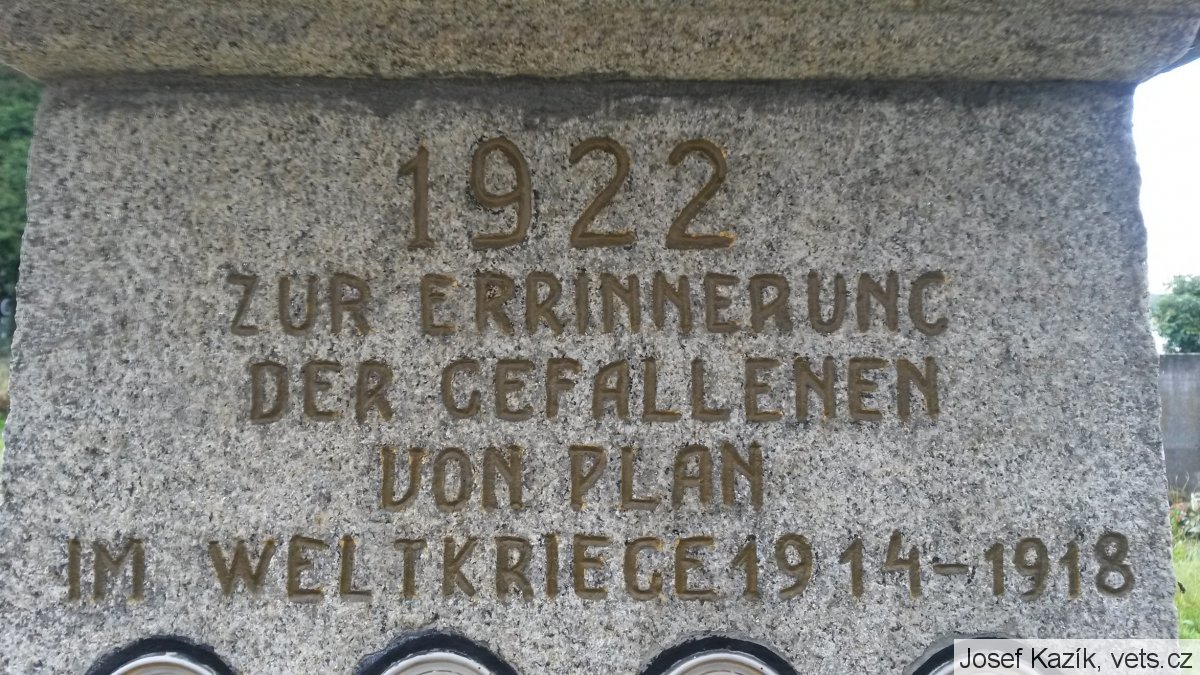 1922
ZUR ERRINNERUNG
DER GEFALLENEN
VON PLAN
IM WELTKRIEGE 1914-1918
Josef Kazík, vets.cz